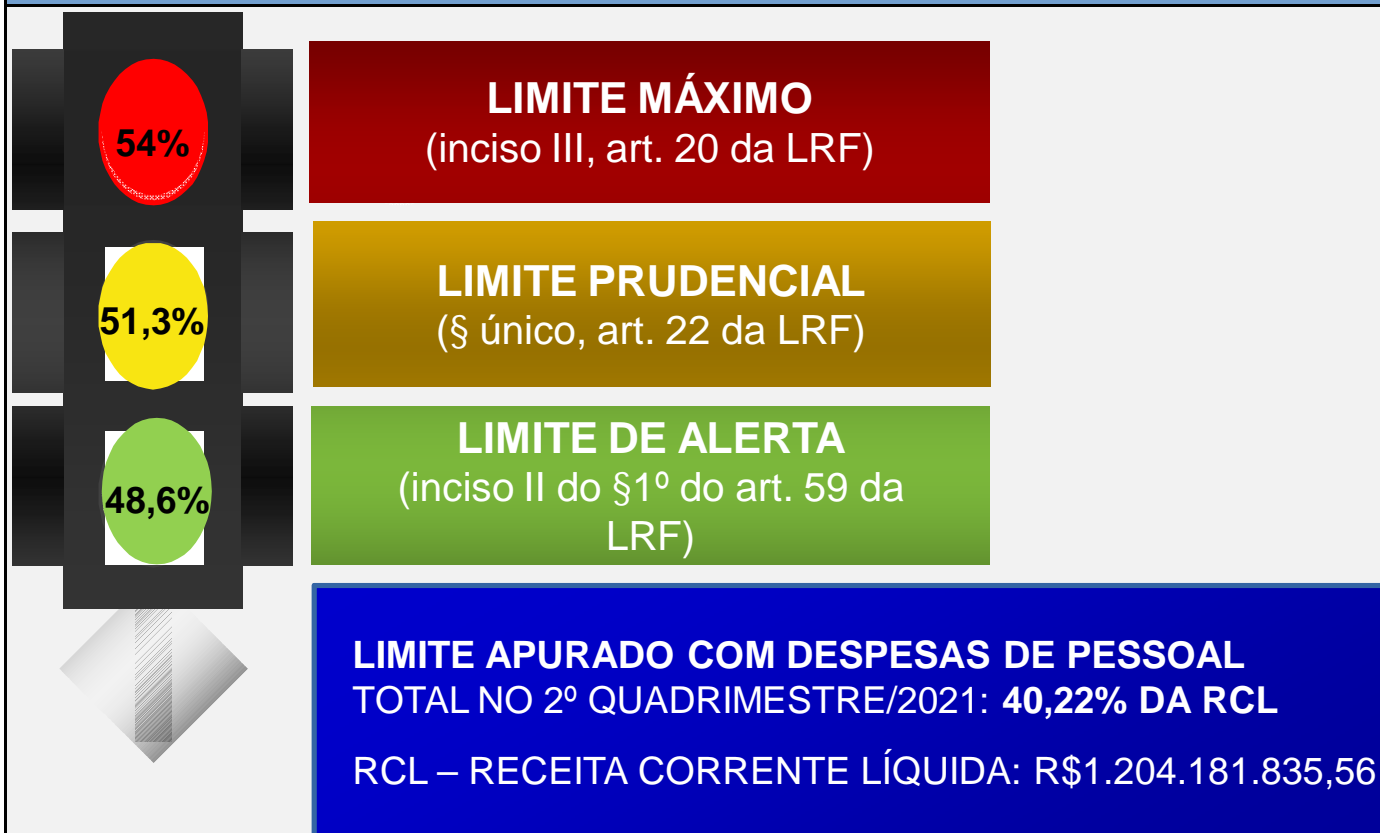 54%
LIMITE MÁXIMO
(inciso III, art. 20 da LRF)
51,3%
LIMITE PRUDENCIAL
(§ único, art. 22 da LRF)
48,6%
LIMITE DE ALERTA
(inciso II do §1º do art. 59 da
LRF)
LIMITE APURADO COM DESPESAS DE PESSOAL
TOTAL NO 2º QUADRIMESTRE/2021: 40,22% DA RCL
RCL – RECEITA CORRENTE LÍQUIDA: R$1.204.181.835,56